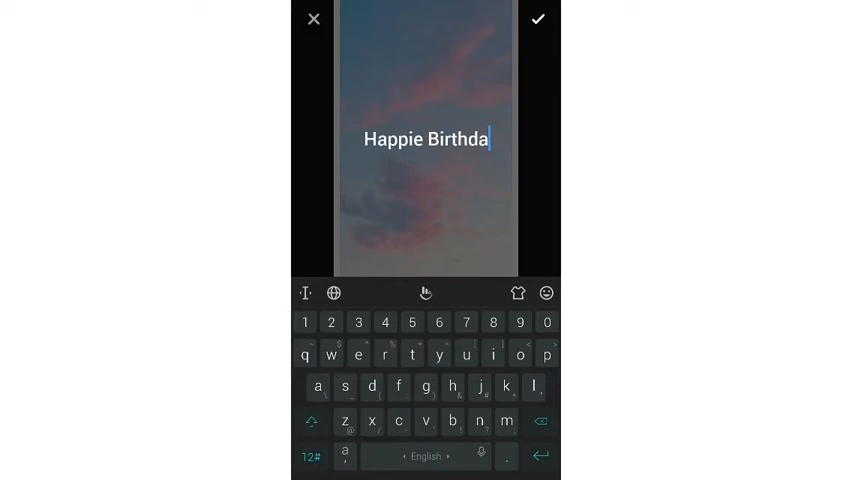 Happie Birthda
1 2 3 4 5 6 7 8 9 0
q w e r t y u i o p
a s d f g h j k l
z x c v b n m
12# a , English .